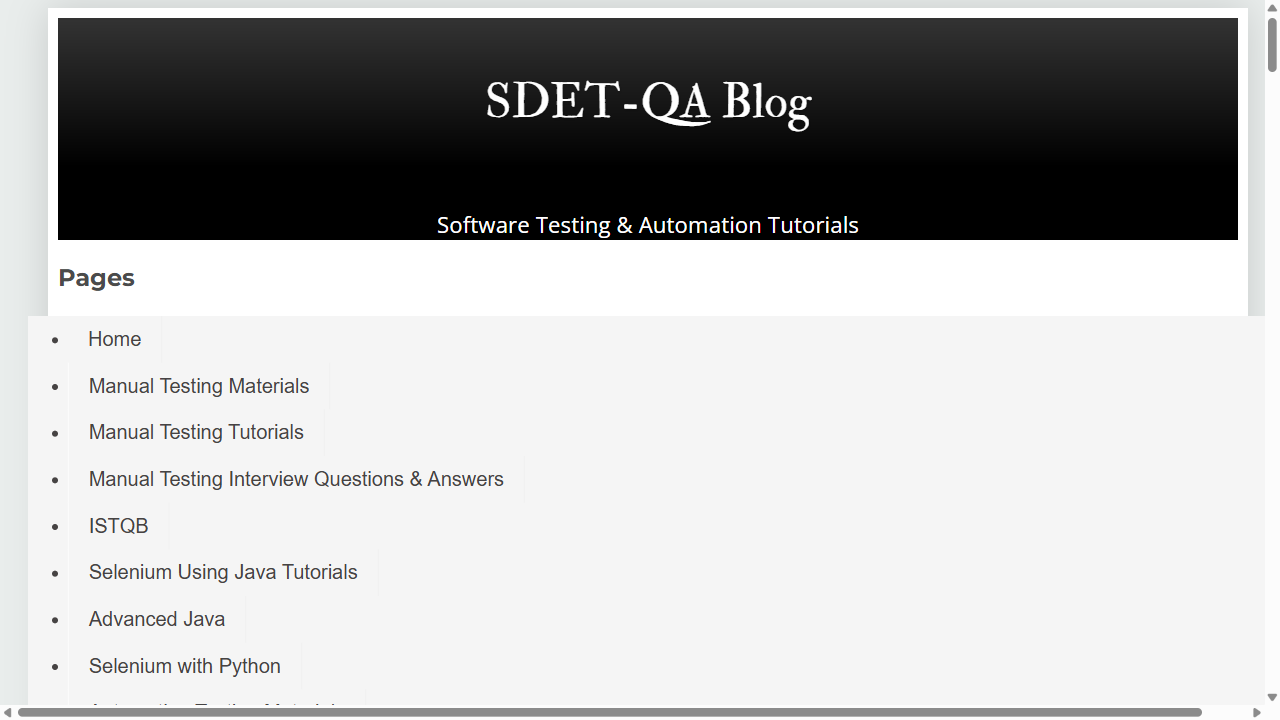 SDET-QA Blog
Software Testing & Automation Tutorials
Pages
Home
Manual Testing Materials
Manual Testing Tutorials
Manual Testing Interview Questions & Answers
ISTQB
Selenium Using Java Tutorials
Advanced Java
Selenium with Python